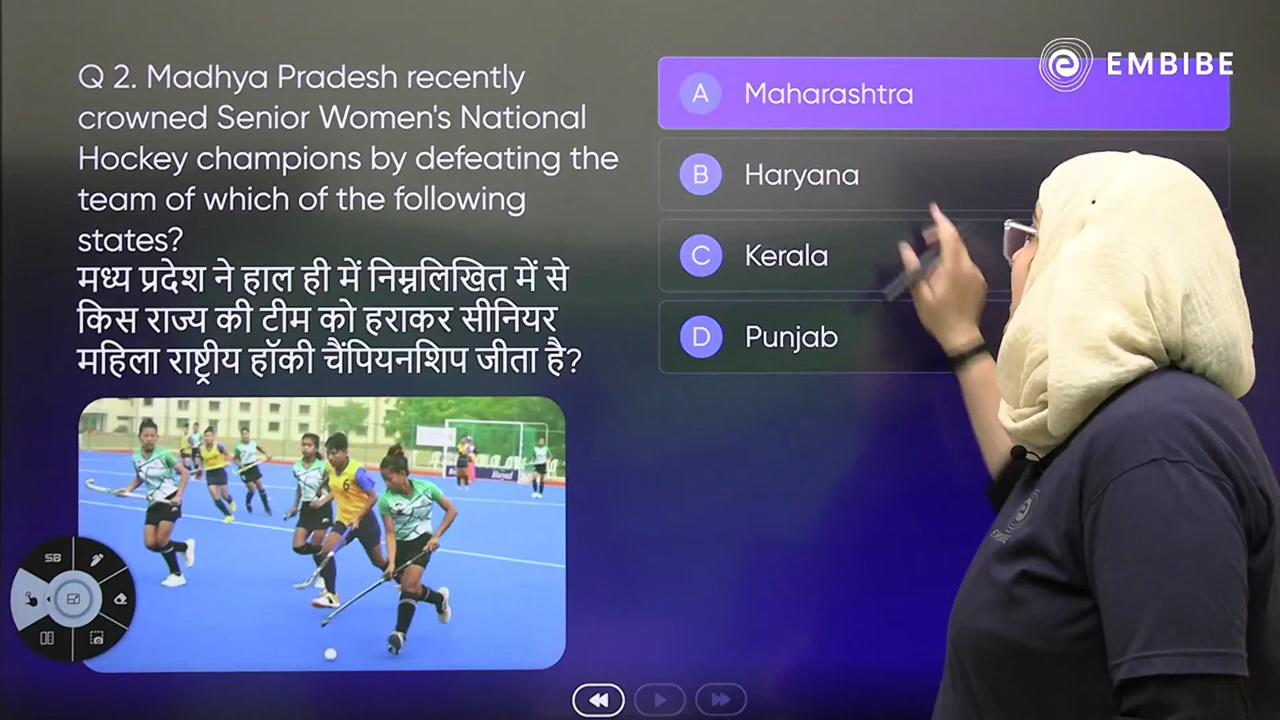 Q 2. Madhya Pradesh recently
crowned Senior Women's National
Hockey champions by defeating the
team of which of the following
states?
मध्य प्रदेश ने हाल ही में निम्नलिखित में से
किस राज्य की टीम को हराकर सीनियर
महिला राष्ट्रीय हॉकी चैंपियनशिप जीता है?
A Maharashtra
B Haryana
C Kerala
D Punjab
EMBIBE
SB
6